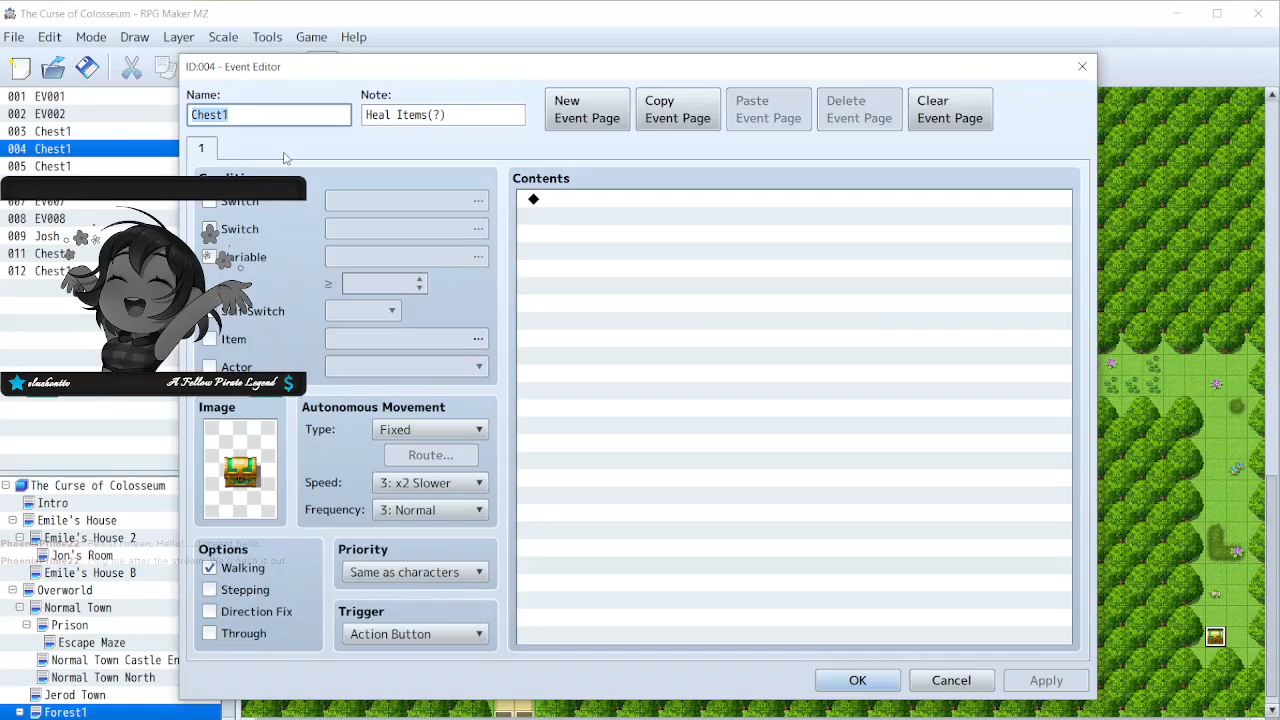 The Curse of Colosseum - RPG Maker MZ
File Edit Mode Draw Layer Scale Tools Game Help
ID:004 - Event Editor
Name:
Chest1
Note:
Heal Items(?)
New Event Page
Copy Event Page
Paste Event Page
Delete Event Page
Clear Event Page
001 EV001
002 EV002
003 Chest1
004 Chest1
005 Chest1
007 EV007
008 EV008
009 Josh
011 Chest
012 Chest
1
Switch
Switch
Variable
≥
Self Switch
Item
Actor
A Fellow Pirate Legend $
Contents
◆
Image
Autonomous Movement
Type: Fixed
Route...
Speed: 3: x2 Slower
Frequency: 3: Normal
Options
Walking
Stepping
Direction Fix
Through
Priority
Same as characters
Trigger
Action Button
OK
Cancel
Apply
The Curse of Colosseum
Intro
Emile's House
Emile's House 2
Jon's Room
Emile's House B
Overworld
Normal Town
Prison
Escape Maze
Normal Town Castle En
Normal Town North
Jerod Town
Forest1